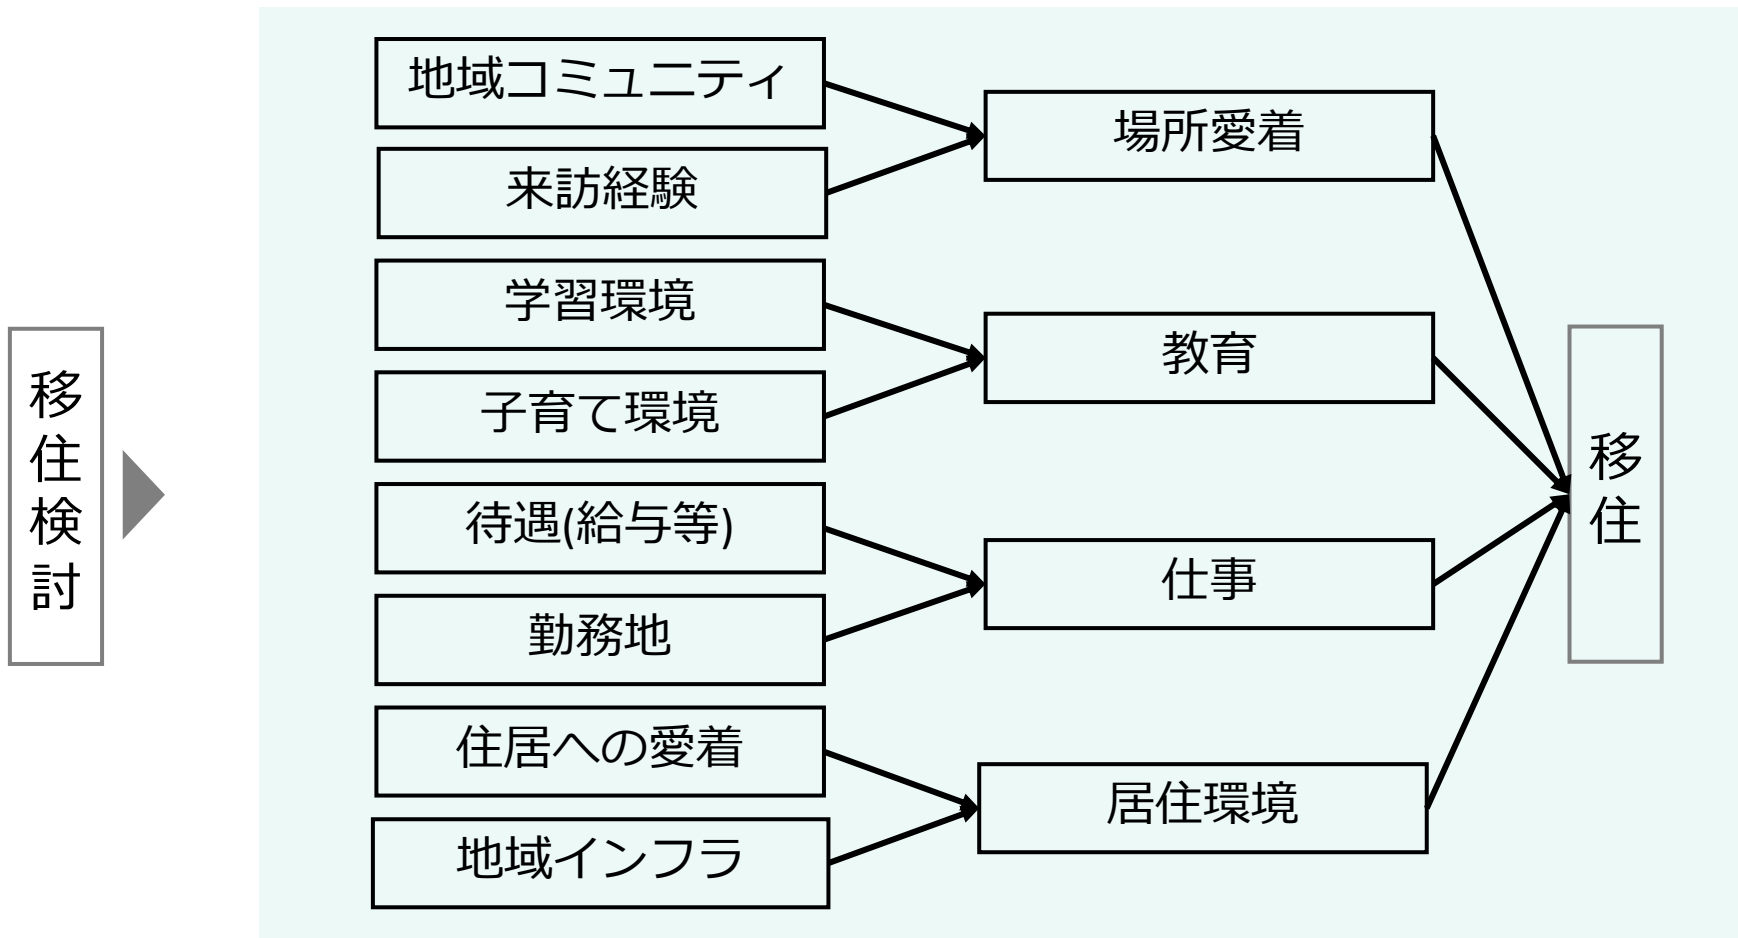 移住検討
地域コミュニティ
来訪経験
学習環境
子育て環境
待遇(給与等)
勤務地
住居への愛着
地域インフラ
場所愛着
教育
仕事
居住環境
移住